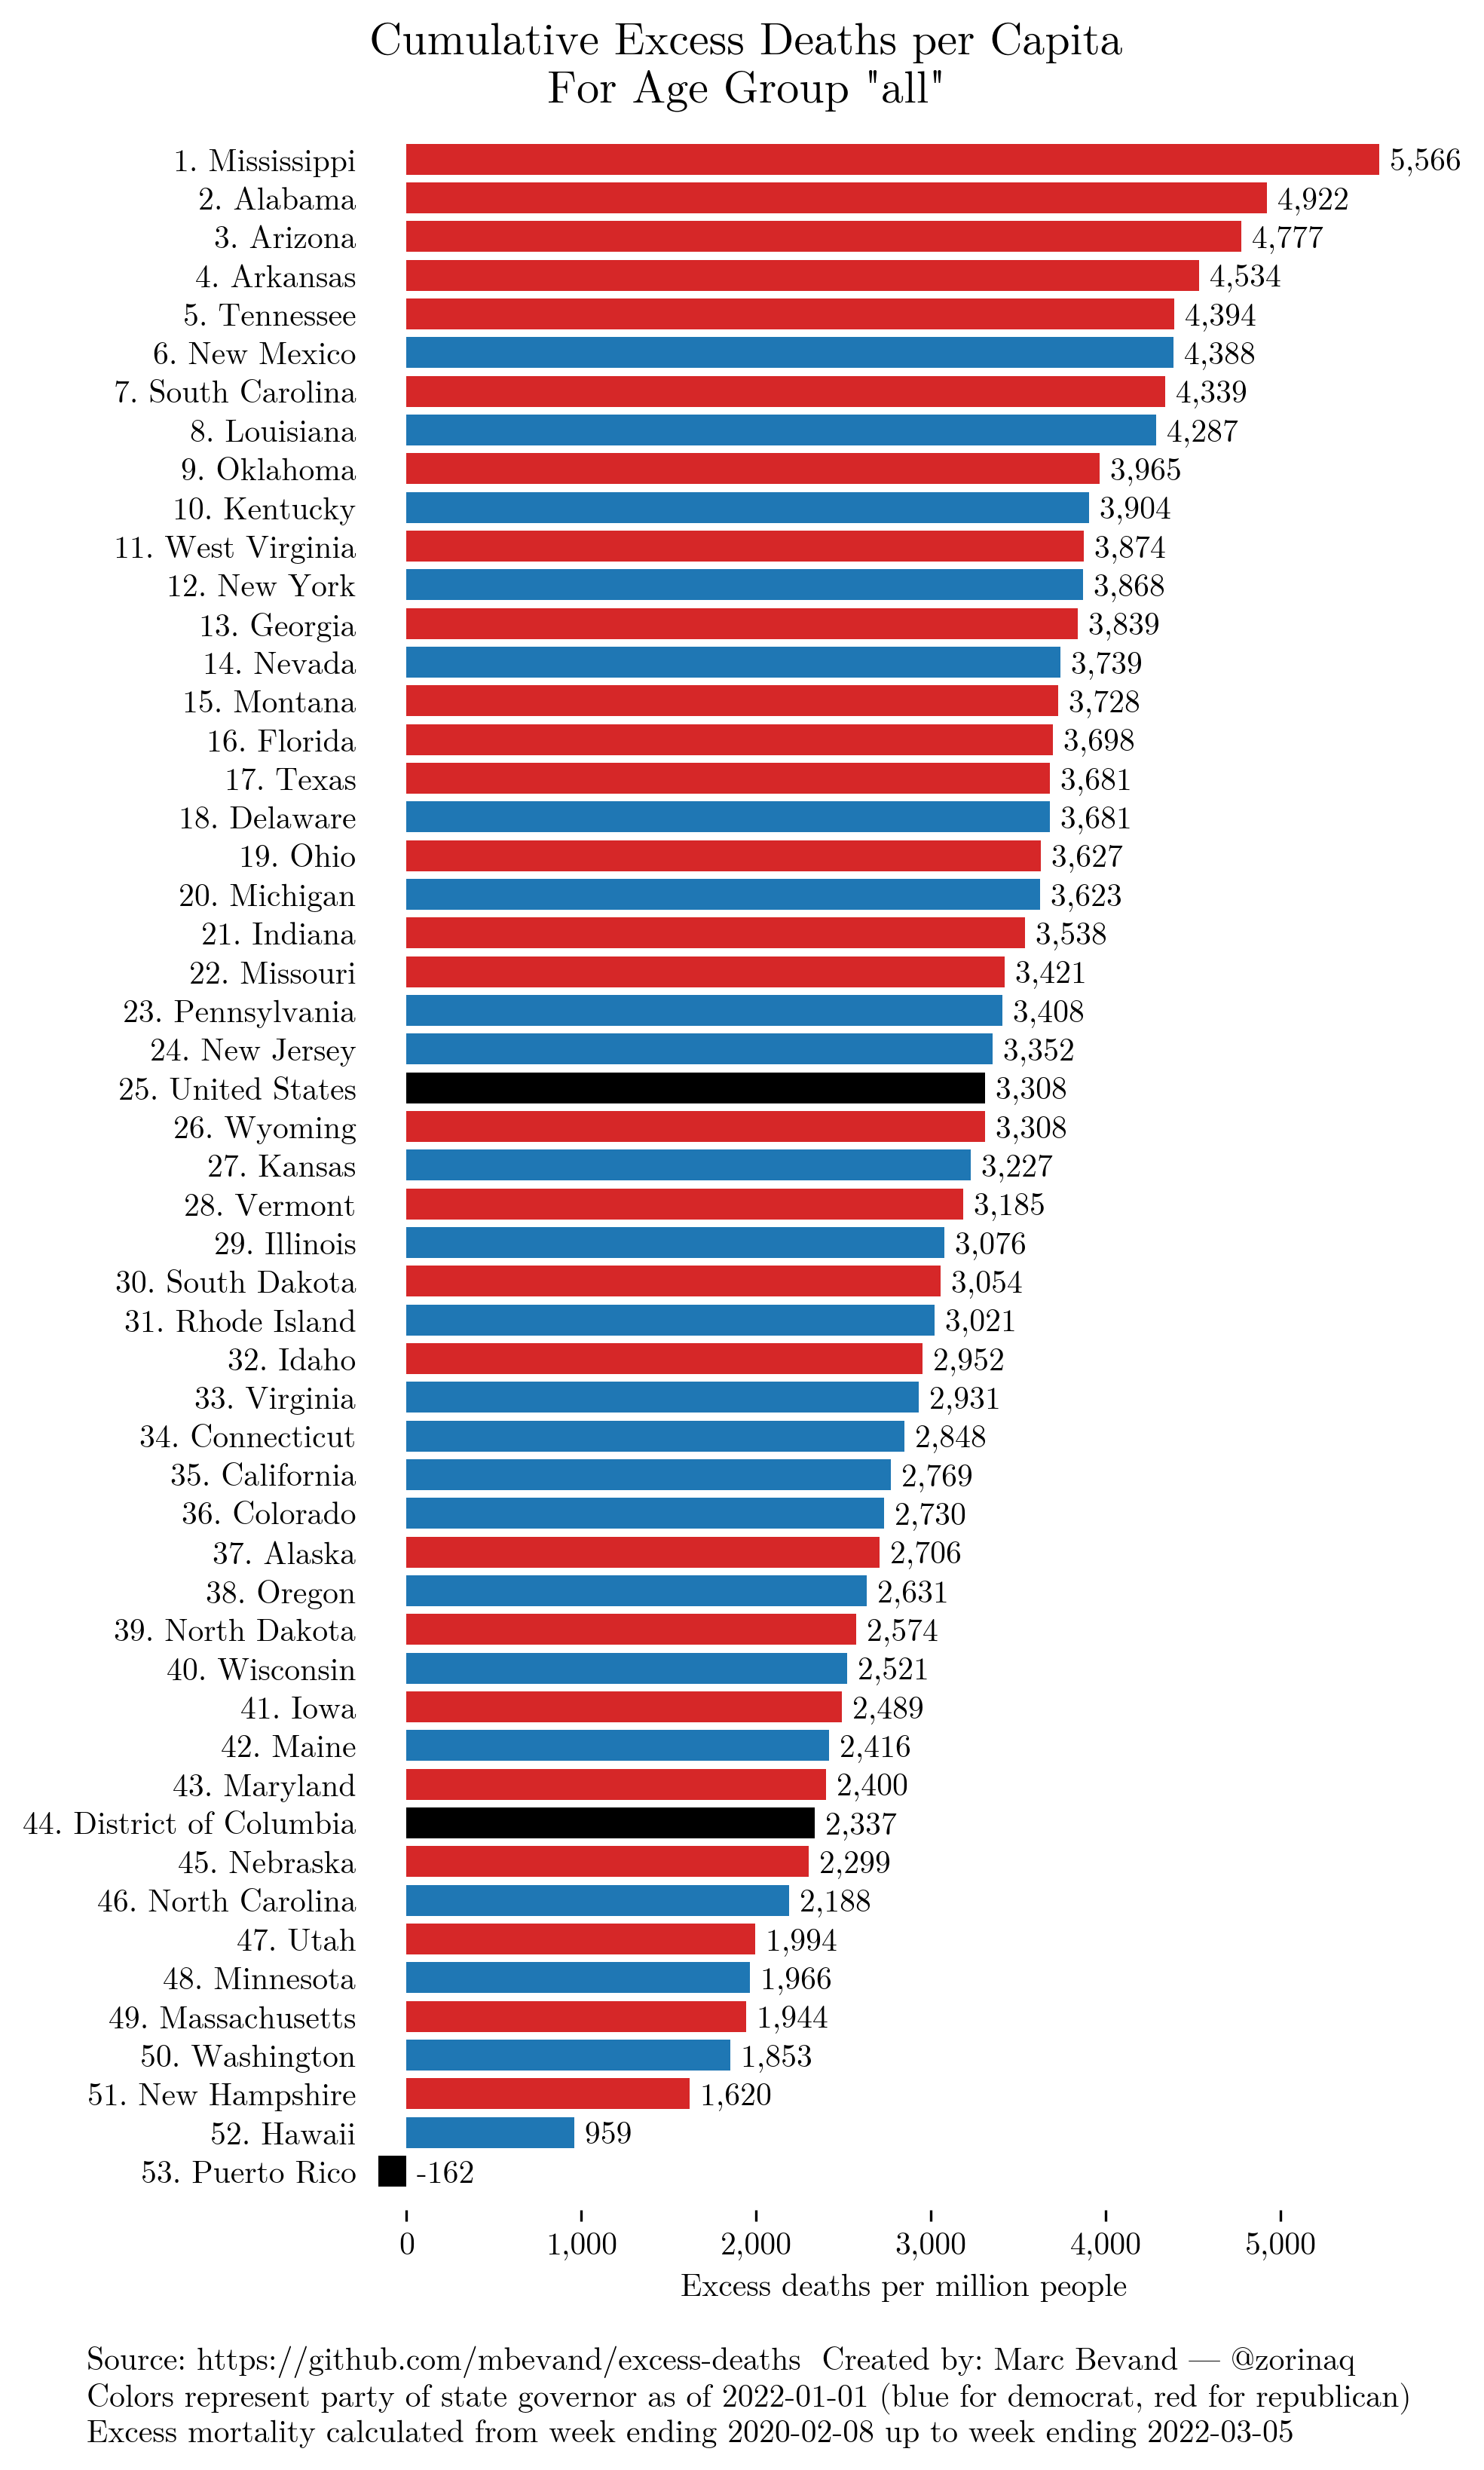 Cumulative Excess Deaths per Capita
For Age Group "all"
1. Mississippi 5,566
2. Alabama 4,922
3. Arizona 4,777
4. Arkansas 4,534
5. Tennessee 4,394
6. New Mexico 4,388
7. South Carolina 4,339
8. Louisiana 4,287
9. Oklahoma 3,965
10. Kentucky 3,904
11. West Virginia 3,874
12. New York 3,868
13. Georgia 3,839
14. Nevada 3,739
15. Montana 3,728
16. Florida 3,698
17. Texas 3,681
18. Delaware 3,681
19. Ohio 3,627
20. Michigan 3,623
21. Indiana 3,538
22. Missouri 3,421
23. Pennsylvania 3,408
24. New Jersey 3,352
25. United States 3,308
26. Wyoming 3,308
27. Kansas 3,227
28. Vermont 3,185
29. Illinois 3,076
30. South Dakota 3,054
31. Rhode Island 3,021
32. Idaho 2,952
33. Virginia 2,931
34. Connecticut 2,848
35. California 2,769
36. Colorado 2,730
37. Alaska 2,706
38. Oregon 2,631
39. North Dakota 2,574
40. Wisconsin 2,521
41. Iowa 2,489
42. Maine 2,416
43. Maryland 2,400
44. District of Columbia 2,337
45. Nebraska 2,299
46. North Carolina 2,188
47. Utah 1,994
48. Minnesota 1,966
49. Massachusetts 1,944
50. Washington 1,853
51. New Hampshire 1,620
52. Hawaii 959
53. Puerto Rico -162
0 1,000 2,000 3,000 4,000 5,000
Excess deaths per million people
Source: https://github.com/mbevand/excess-deaths Created by: Marc Bevand — @zorinaq
Colors represent party of state governor as of 2022-01-01 (blue for democrat, red for republican)
Excess mortality calculated from week ending 2020-02-08 up to week ending 2022-03-05